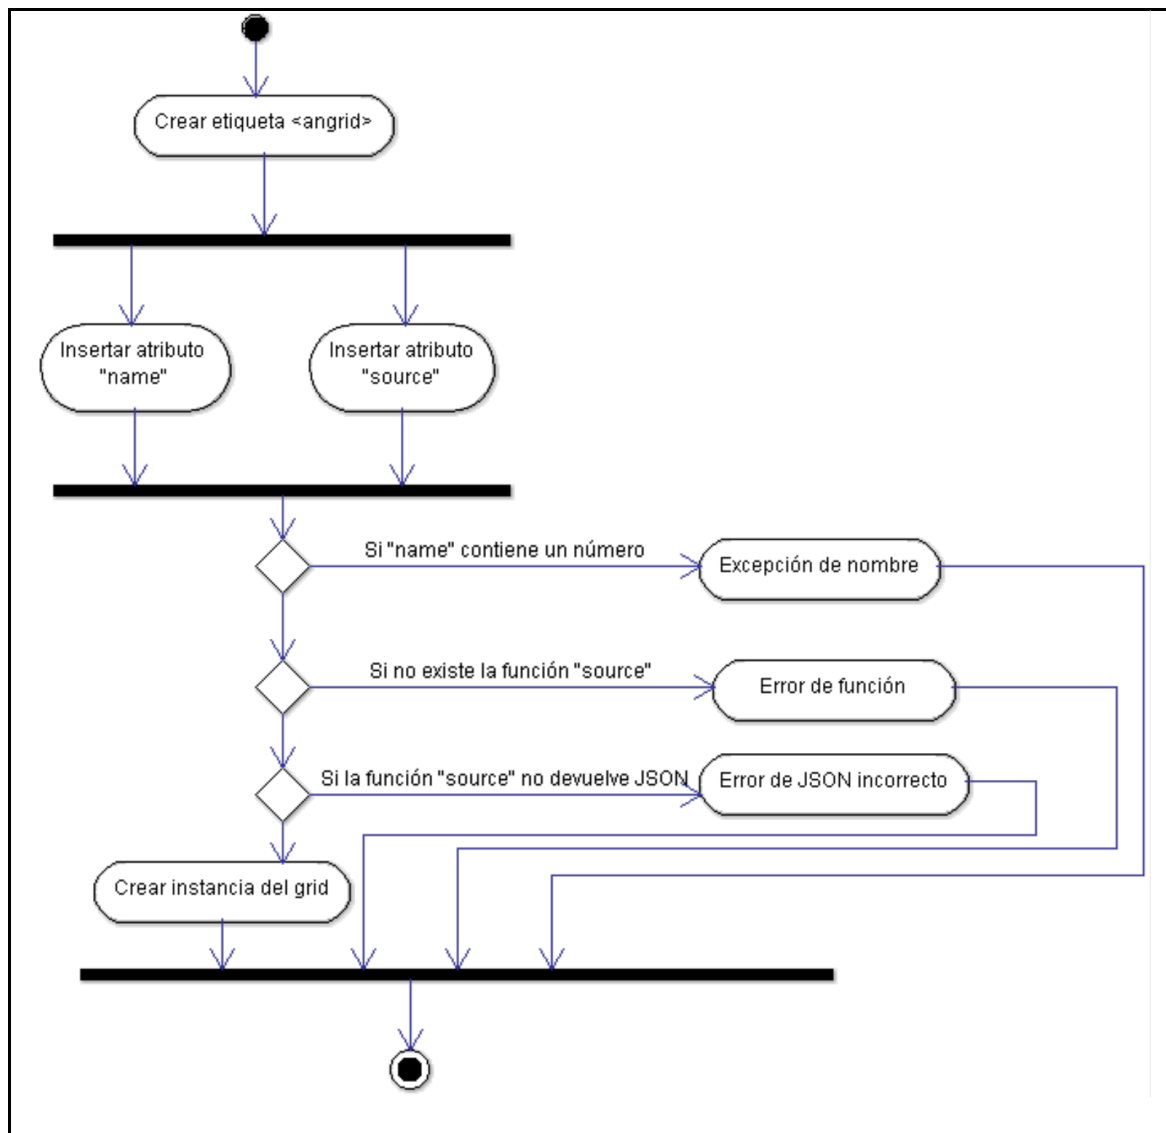 Crear etiqueta <angrid>
Insertar atributo
"name"
Insertar atributo
"source"
Si "name" contiene un número
Excepción de nombre
Si no existe la función "source"
Error de función
Si la función "source" no devuelve JSON
Error de JSON incorrecto
Crear instancia del grid